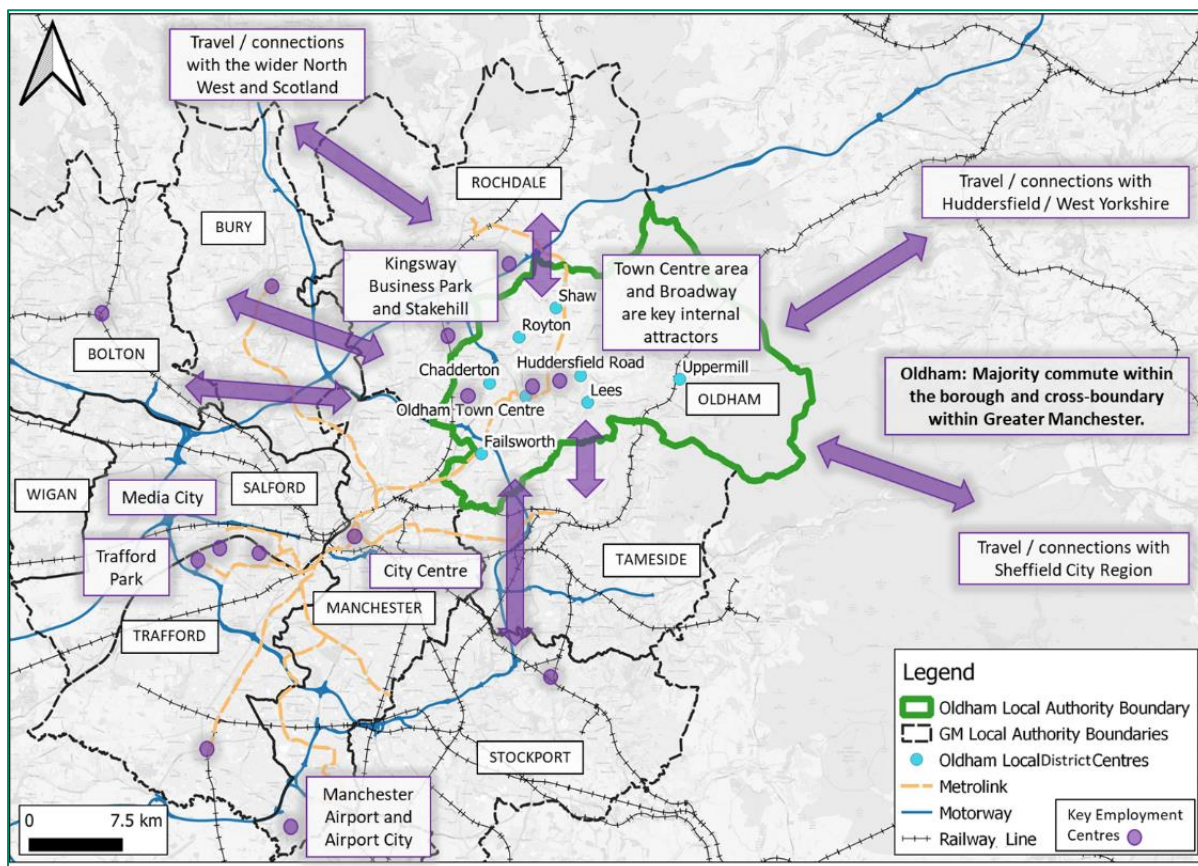 Travel / connections
with the wider North
West and Scotland
ROCHDALE
Travel / connections with
Huddersfield / West Yorkshire
BURY
Kingsway
Business Park
and Stakehill
Town Centre area
and Broadway
are key internal
attractors
Shaw
Royton
BOLTON
Huddersfield Road
Chadderton
Uppermill
Lees
OLDHAM
Oldham Town Centre
Oldham: Majority commute within
the borough and cross-boundary
within Greater Manchester.
Failsworth
WIGAN
Media City
SALFORD
Trafford
Park
City Centre
TAMESIDE
Travel / connections with
Sheffield City Region
MANCHESTER
TRAFFORD
STOCKPORT
Manchester
Airport and
Airport City
0 7.5 km
Legend
Oldham Local Authority Boundary
GM Local Authority Boundaries
Oldham Local District Centres
Metrolink
Motorway
Railway Line
Key Employment
Centres